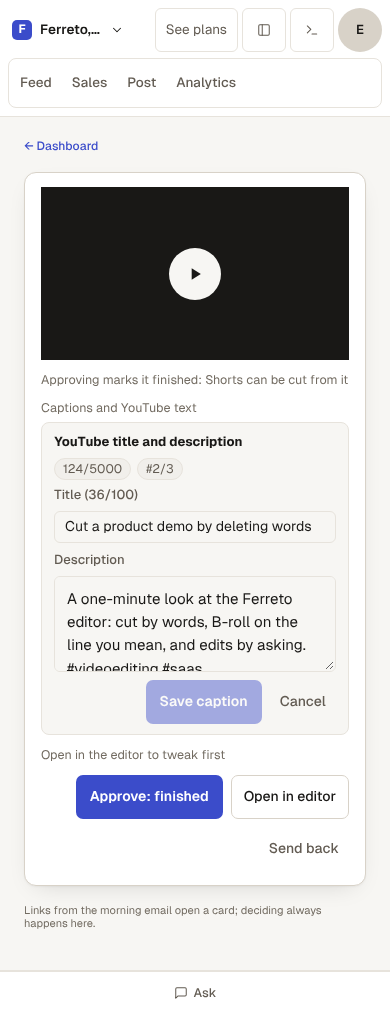 F Ferreto,... See plans E
Feed Sales Post Analytics
← Dashboard
Approving marks it finished: Shorts can be cut from it
Captions and YouTube text
YouTube title and description
124/5000 #2/3
Title (36/100)
Cut a product demo by deleting words
Description
A one-minute look at the Ferreto
editor: cut by words, B-roll on the
line you mean, and edits by asking.
#videoediting #saas
Save caption Cancel
Open in the editor to tweak first
Approve: finished Open in editor
Send back
Links from the morning email open a card; deciding always
happens here.
Ask